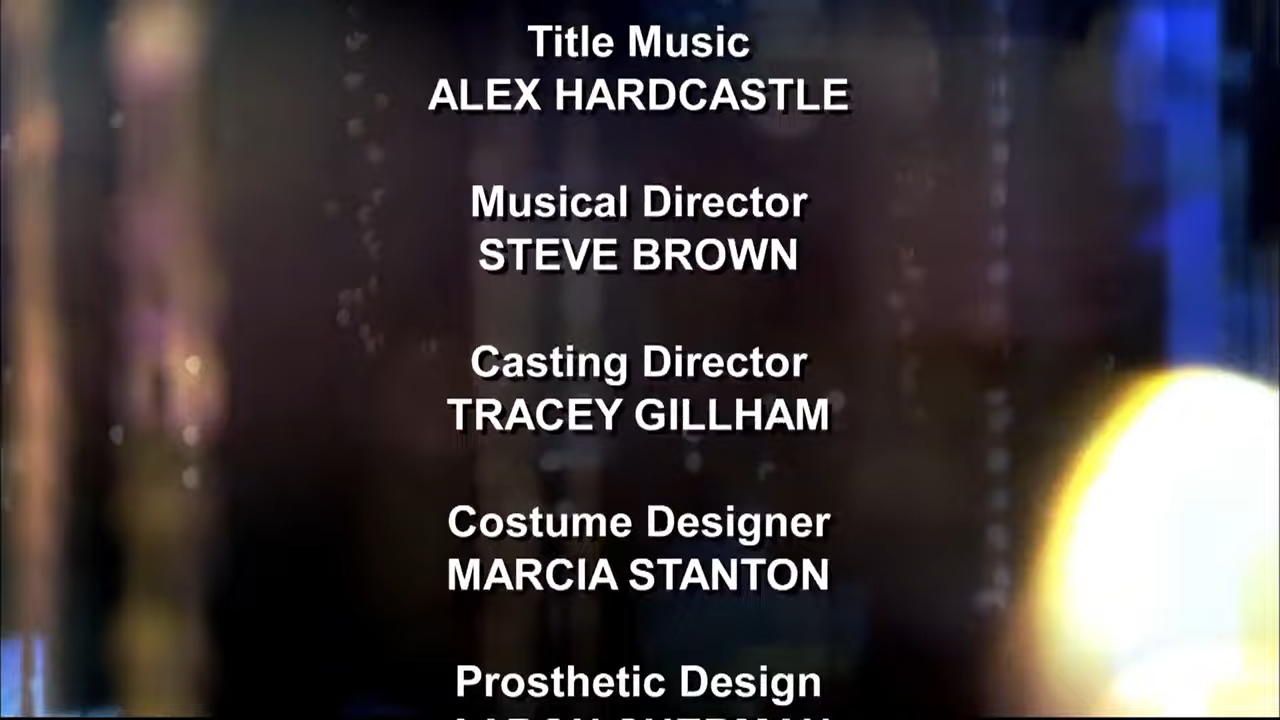 Title Music
ALEX HARDCASTLE
Musical Director
STEVE BROWN
Casting Director
TRACEY GILLHAM
Costume Designer
MARCIA STANTON
Prosthetic Design